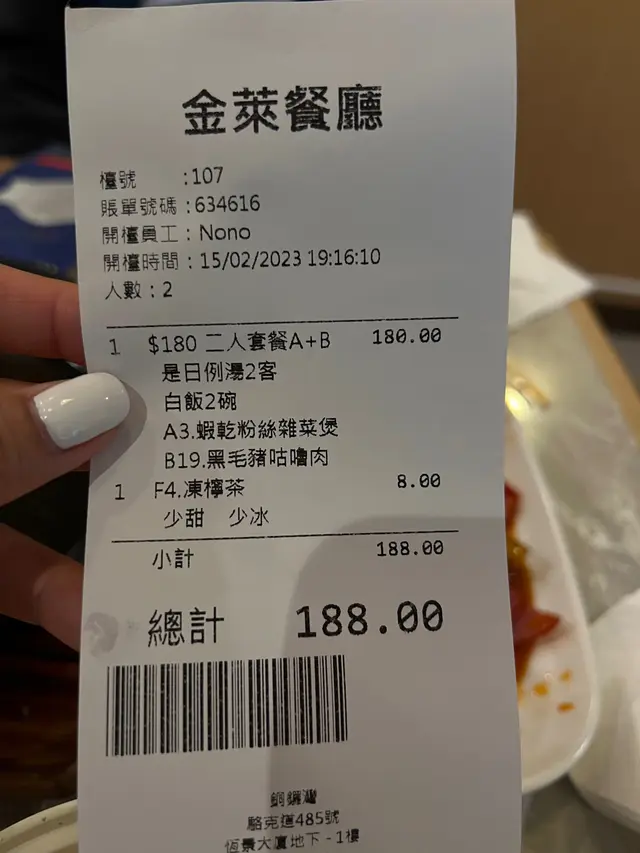 金萊餐廳
檯號 :107
賬單號碼 : 634616
開檯員工 : Nono
開檯時間 : 15/02/2023 19:16:10
人數 : 2
1 $180 二人套餐A+B 180.00
是日例湯2客
白飯2碗
A3.蝦乾粉絲雜菜煲
B19.黑毛豬咕嚕肉
1 F4.凍檸茶 8.00
少甜 少冰
小計 188.00
總計 188.00
銅鑼灣
駱克道485號
恆景大廈地下 - 1樓